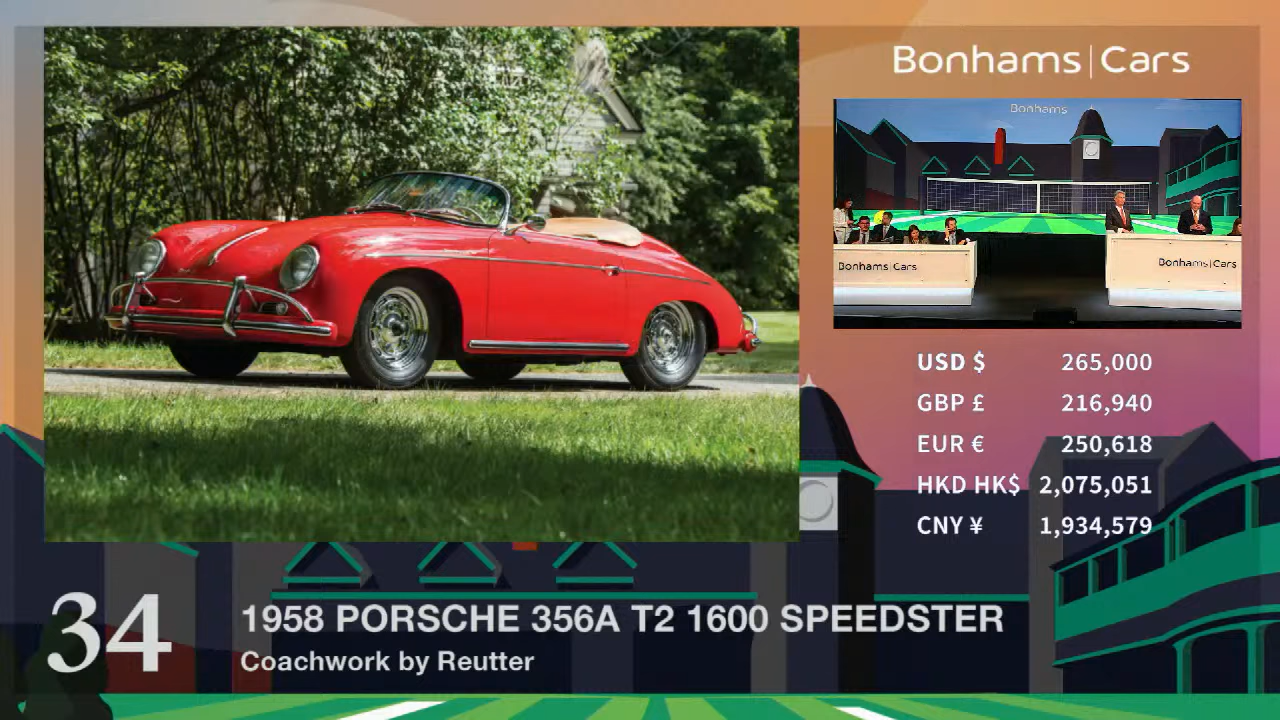 Bonhams|Cars
Bonhams
Bonhams|Cars
Bonhams|Cars
USD $ 265,000
GBP £ 216,940
EUR € 250,618
HKD HK$ 2,075,051
CNY ¥ 1,934,579
34
1958 PORSCHE 356A T2 1600 SPEEDSTER
Coachwork by Reutter